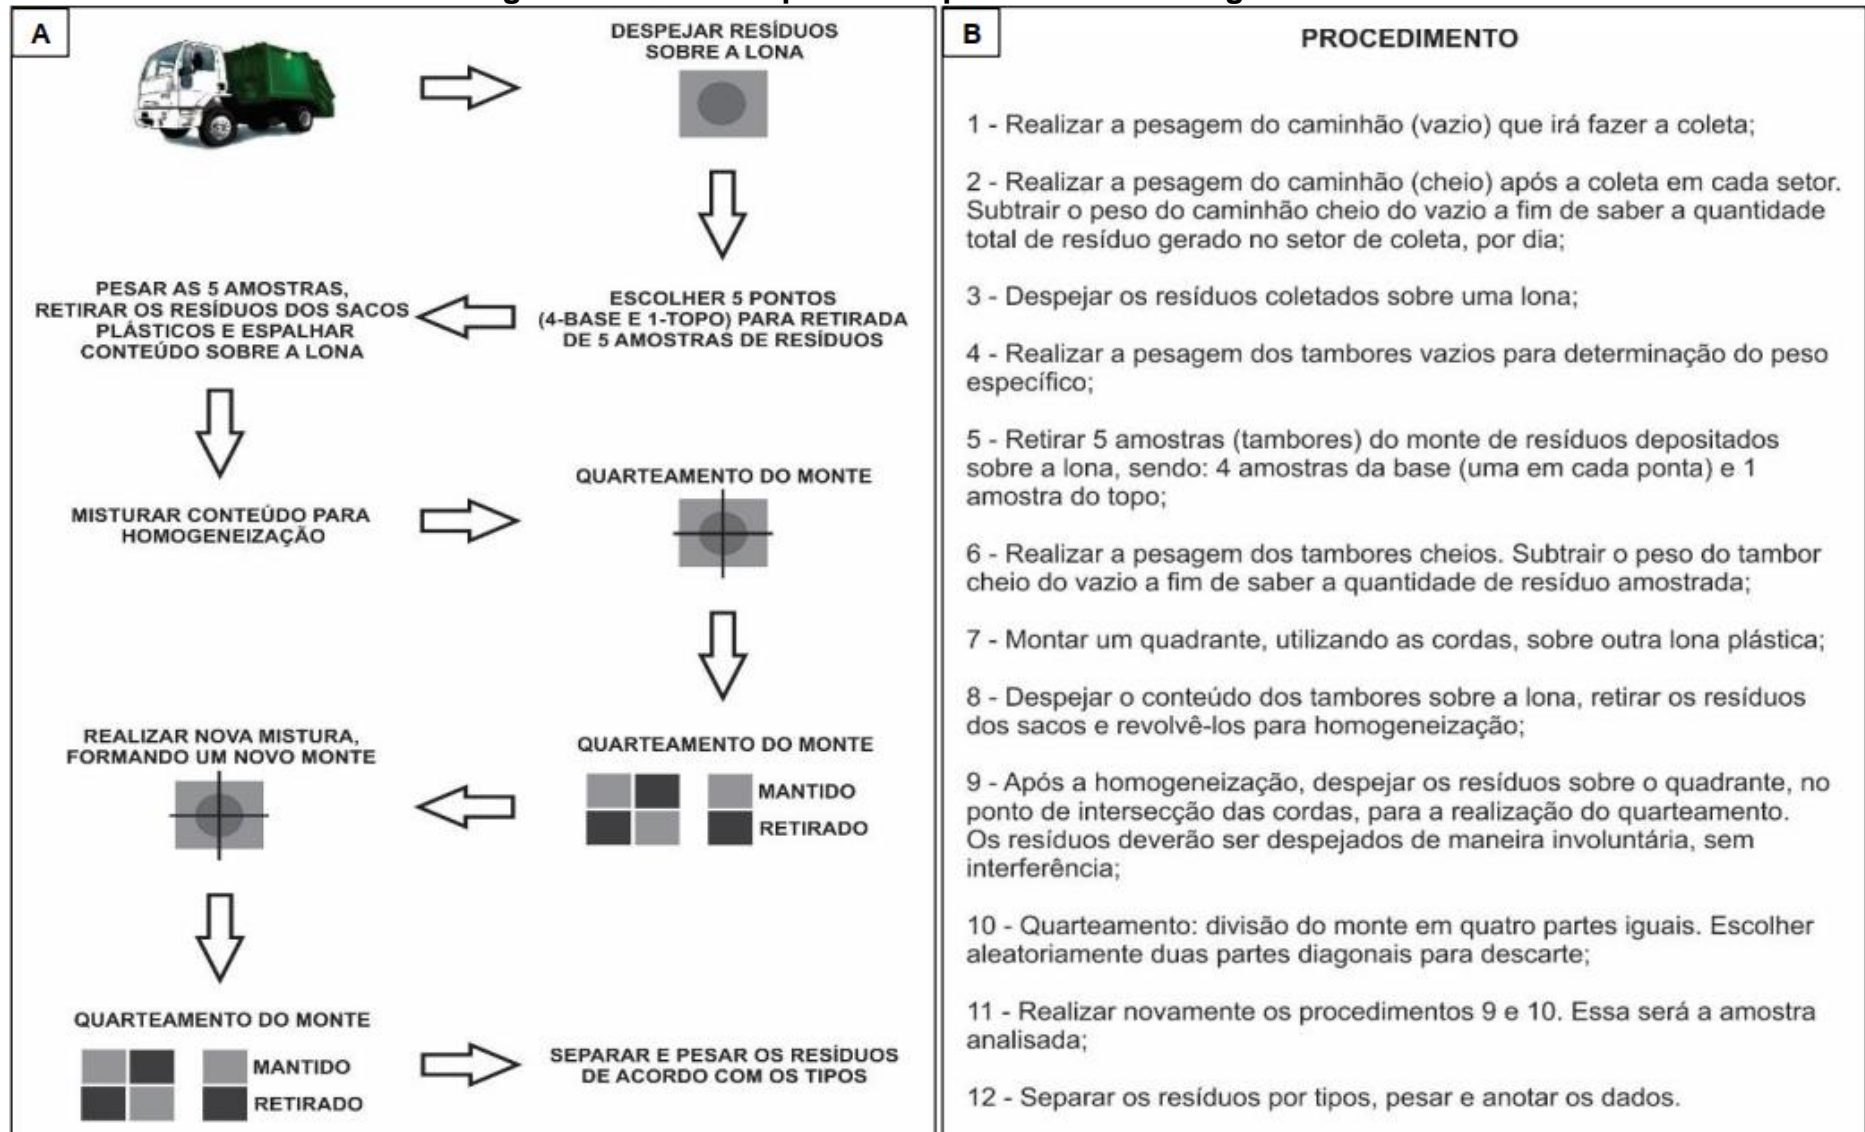 A
DESPEJAR RESÍDUOS
SOBRE A LONA
PESAR AS 5 AMOSTRAS,
RETIRAR OS RESÍDUOS DOS SACOS
PLÁSTICOS E ESPALHAR
CONTEÚDO SOBRE A LONA
ESCOLHER 5 PONTOS
(4-BASE E 1-TOPO) PARA RETIRADA
DE 5 AMOSTRAS DE RESÍDUOS
MISTURAR CONTEÚDO PARA
HOMOGENEIZAÇÃO
QUARTEAMENTO DO MONTE
REALIZAR NOVA MISTURA,
FORMANDO UM NOVO MONTE
QUARTEAMENTO DO MONTE
MANTIDO
RETIRADO
QUARTEAMENTO DO MONTE
MANTIDO
RETIRADO
SEPARAR E PESAR OS RESÍDUOS
DE ACORDO COM OS TIPOS
B
PROCEDIMENTO
1 - Realizar a pesagem do caminhão (vazio) que irá fazer a coleta;
2 - Realizar a pesagem do caminhão (cheio) após a coleta em cada setor.
Subtrair o peso do caminhão cheio do vazio a fim de saber a quantidade
total de resíduo gerado no setor de coleta, por dia;
3 - Despejar os resíduos coletados sobre uma lona;
4 - Realizar a pesagem dos tambores vazios para determinação do peso
específico;
5 - Retirar 5 amostras (tambores) do monte de resíduos depositados
sobre a lona, sendo: 4 amostras da base (uma em cada ponta) e 1
amostra do topo;
6 - Realizar a pesagem dos tambores cheios. Subtrair o peso do tambor
cheio do vazio a fim de saber a quantidade de resíduo amostrada;
7 - Montar um quadrante, utilizando as cordas, sobre outra lona plástica;
8 - Despejar o conteúdo dos tambores sobre a lona, retirar os resíduos
dos sacos e revolvê-los para homogeneização;
9 - Após a homogeneização, despejar os resíduos sobre o quadrante, no
ponto de intersecção das cordas, para a realização do quarteamento.
Os resíduos deverão ser despejados de maneira involuntária, sem
interferência;
10 - Quarteamento: divisão do monte em quatro partes iguais. Escolher
aleatoriamente duas partes diagonais para descarte;
11 - Realizar novamente os procedimentos 9 e 10. Essa será a amostra
analisada;
12 - Separar os resíduos por tipos, pesar e anotar os dados.